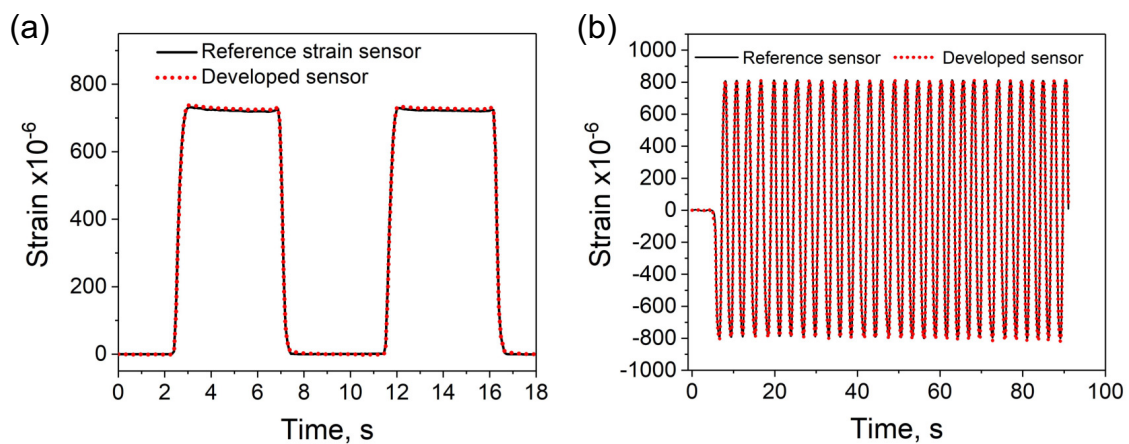 (a)
Reference strain sensor
Developed sensor
800
600
400
200
0
Strain x10-6
0 2 4 6 8 10 12 14 16 18
Time, s
(b)
Reference sensor Developed sensor
1000
800
600
400
200
0
-200
-400
-600
-800
-1000
Strain x10-6
0 20 40 60 80 100
Time, s